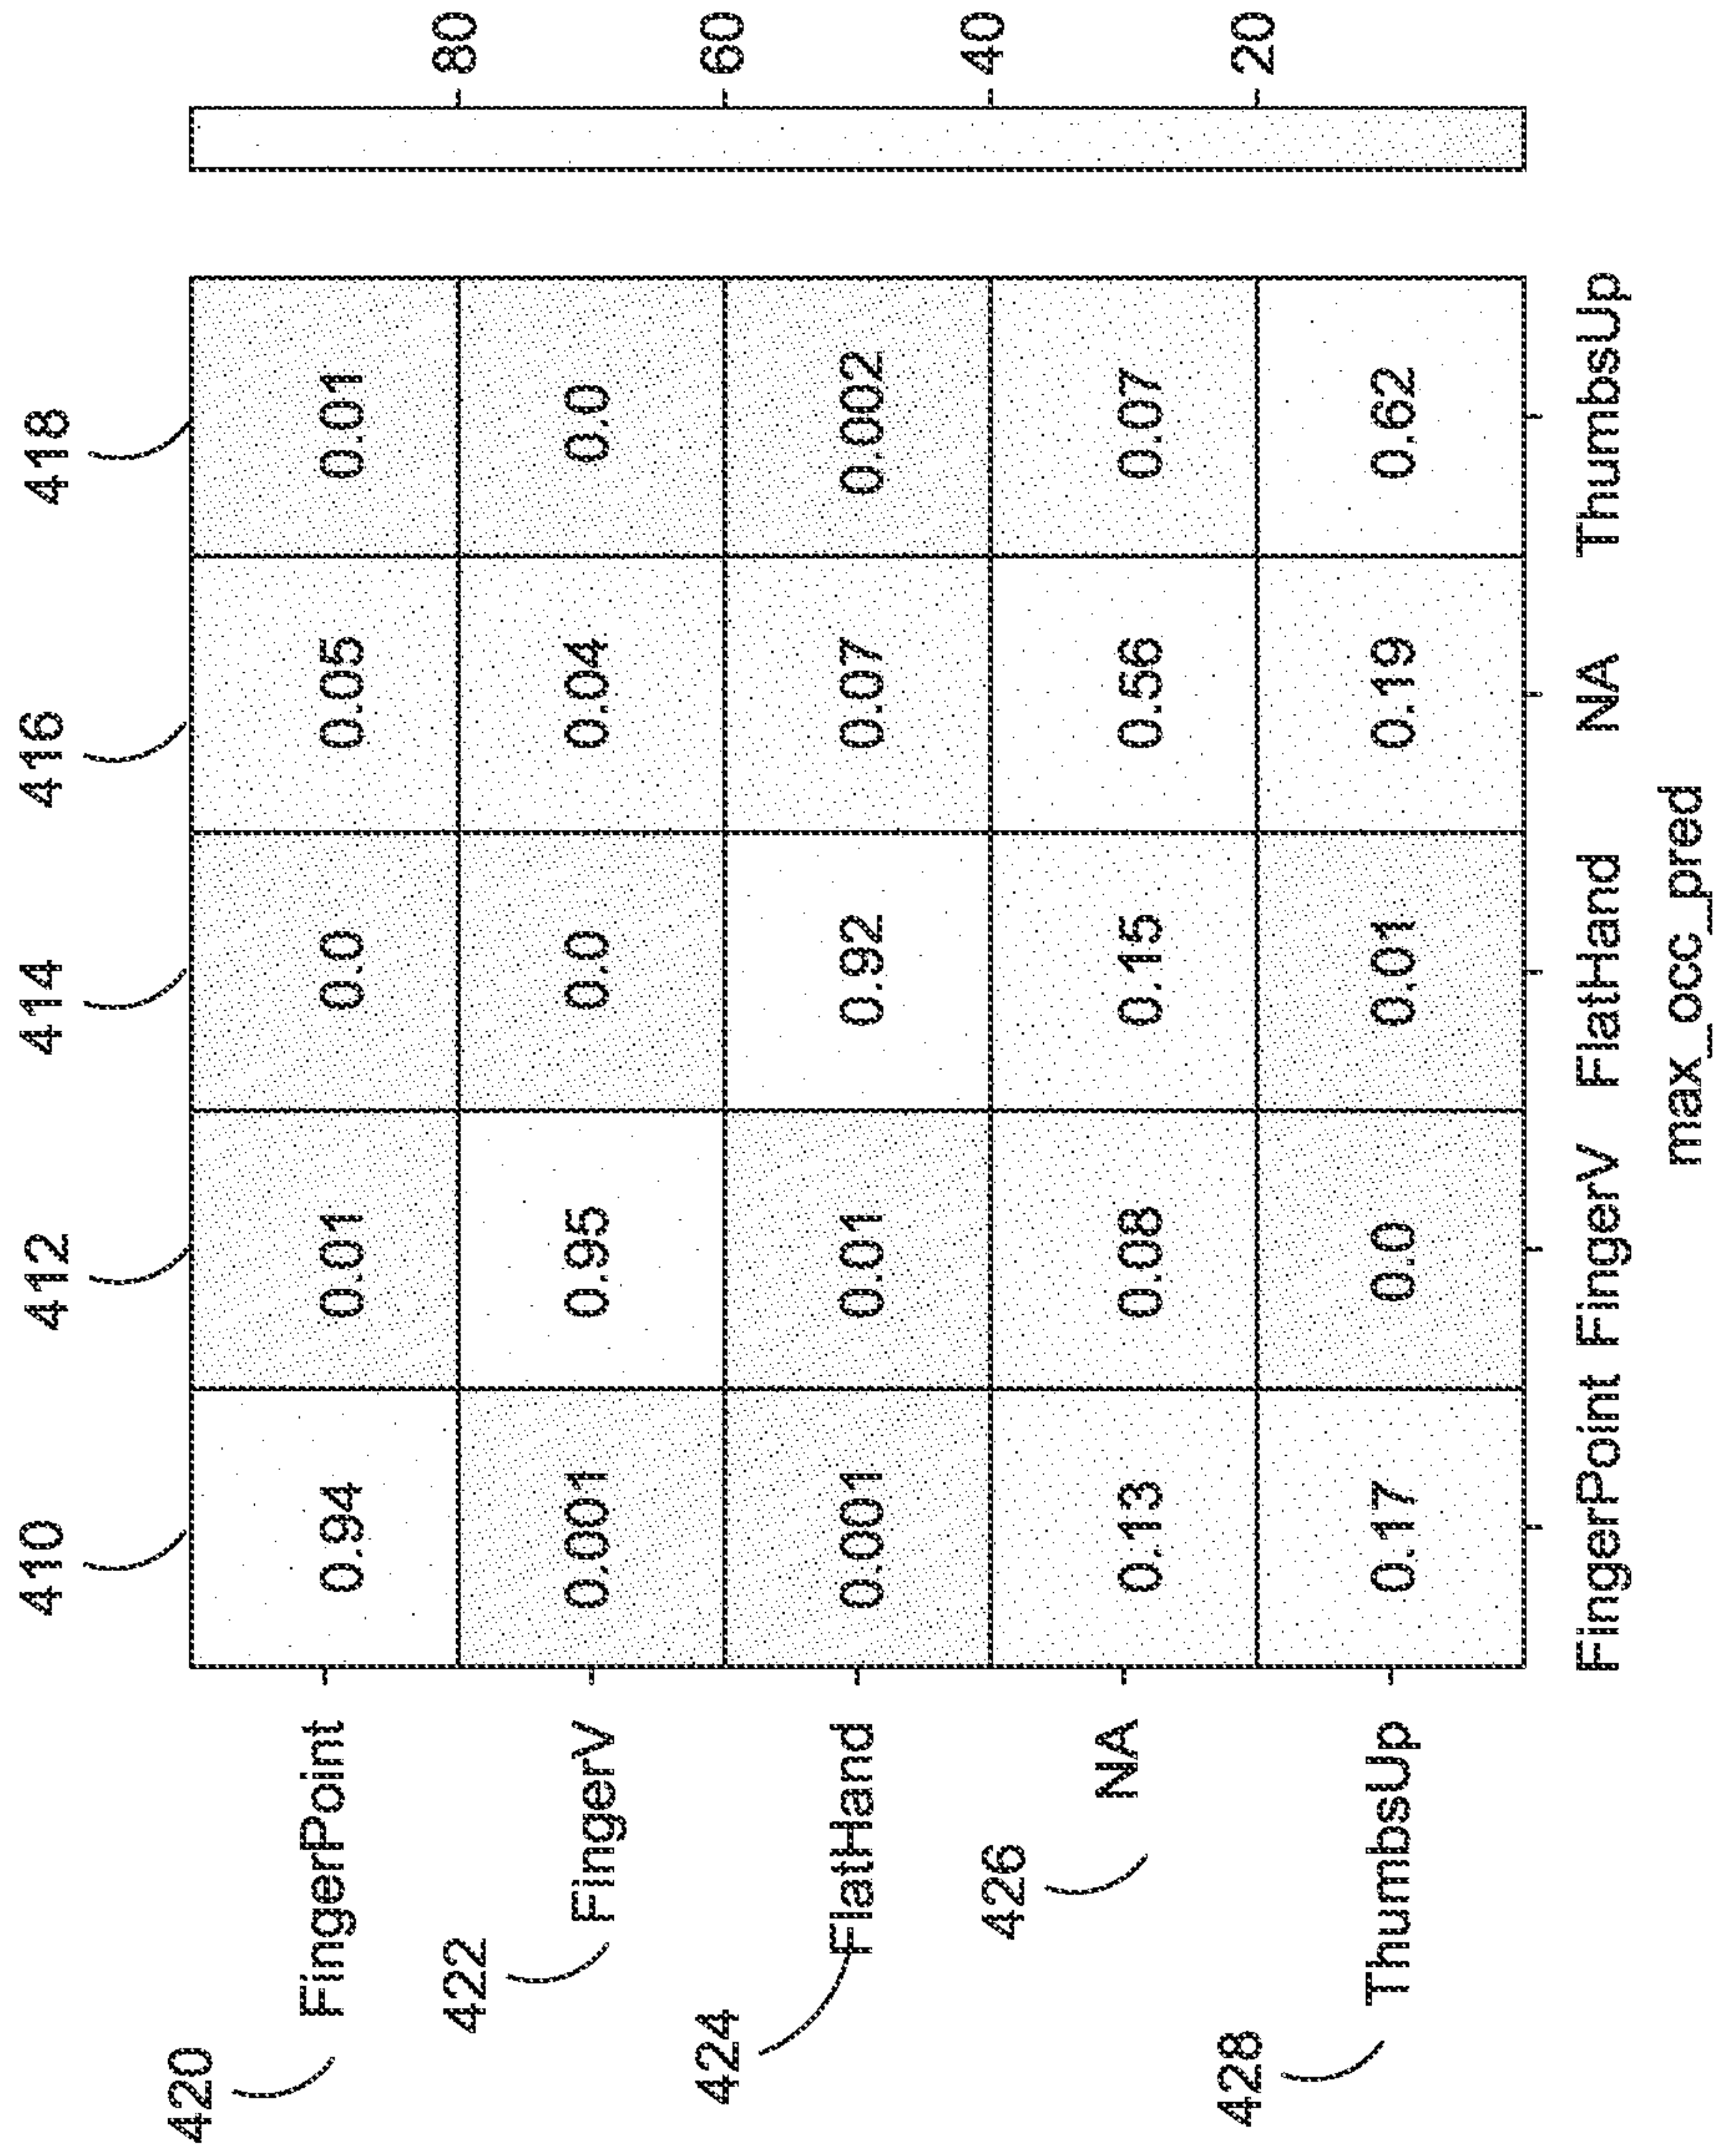 410 412 414 416 418
420
FingerPoint 0.94 0.01 0.0 0.05 0.01
422 80
FingerV 0.001 0.95 0.0 0.04 0.0
424 60
FlatHand 0.001 0.01 0.92 0.07 0.002
426 40
NA 0.13 0.08 0.15 0.56 0.07
428 20
ThumbsUp 0.17 0.0 0.01 0.19 0.62
FingerPoint FingerV FlatHand NA ThumbsUp
max_occ_pred